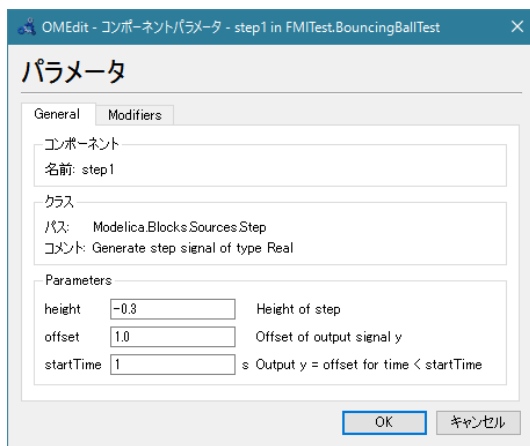 OMEdit - コンポーネントパラメータ - step1 in FMITest.BouncingBallTest
パラメータ
General Modifiers
コンポーネント
名前: step1
クラス
パス: Modelica.Blocks.Sources.Step
コメント: Generate step signal of type Real
Parameters
height -0.3 Height of step
offset 1.0 Offset of output signal y
startTime 1 s Output y = offset for time < startTime
OK キャンセル